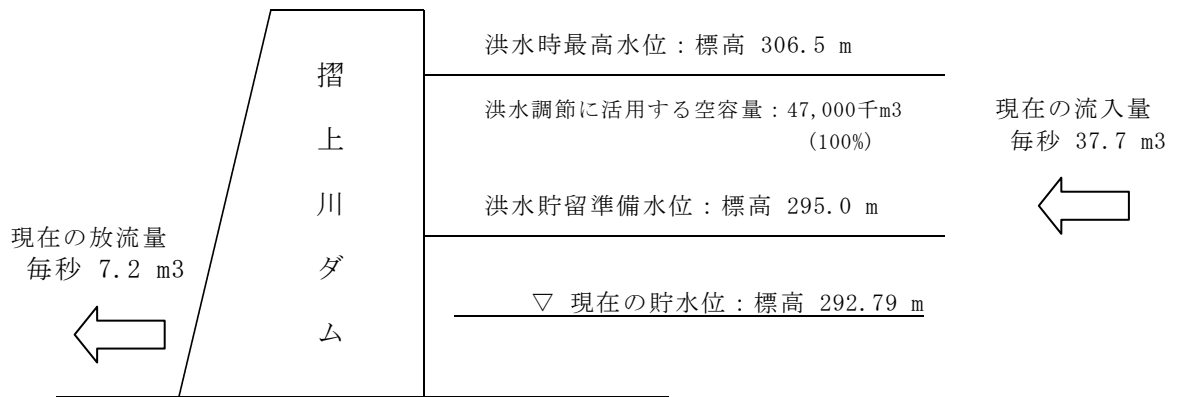 洪水時最高水位：標高 306.5 m
摺上川ダム
洪水調節に活用する空容量：47,000千m3
(100%)
現在の流入量
毎秒 37.7 m3
洪水貯留準備水位：標高 295.0 m
現在の放流量
毎秒 7.2 m3
▽ 現在の貯水位：標高 292.79 m